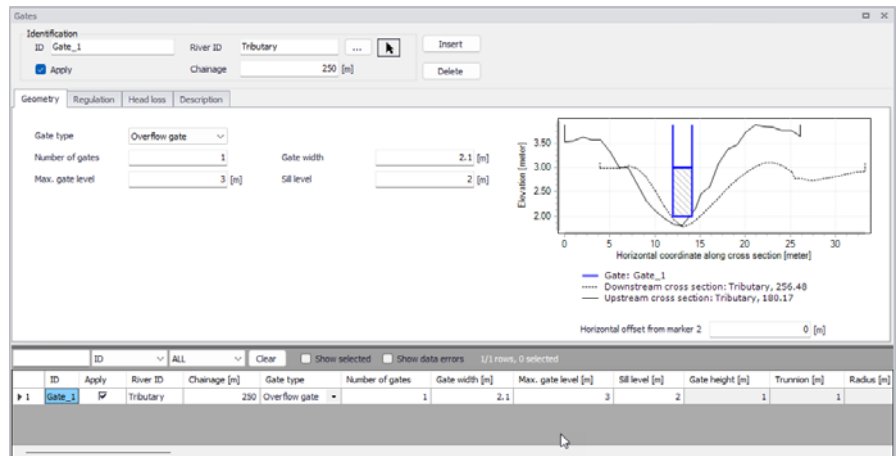 Gates
Identification
ID Gate_1 River ID Tributary ... Insert
Apply Chainage 250 [m] Delete
Geometry Regulation Head loss Description
Gate type Overflow gate
Number of gates 1 Gate width 2.1 [m]
Max. gate level 3 [m] Sill level 2 [m]
Elevation [meter]
3.50
3.00
2.50
2.00
0 5 10 15 20 25 30
Horizontal coordinate along cross section [meter]
Gate: Gate_1
Downstream cross section: Tributary, 256.48
Upstream cross section: Tributary, 180.17
Horizontal offset from marker 2 0 [m]
ID ALL Clear Show selected Show data errors 1/1 rows, 0 selected
ID Apply River ID Chainage [m] Gate type Number of gates Gate width [m] Max. gate level [m] Sill level [m] Gate height [m] Trunnion [m] Radius [m]
1 Gate_1 Tributary 250 Overflow gate 1 2.1 3 2 1 1